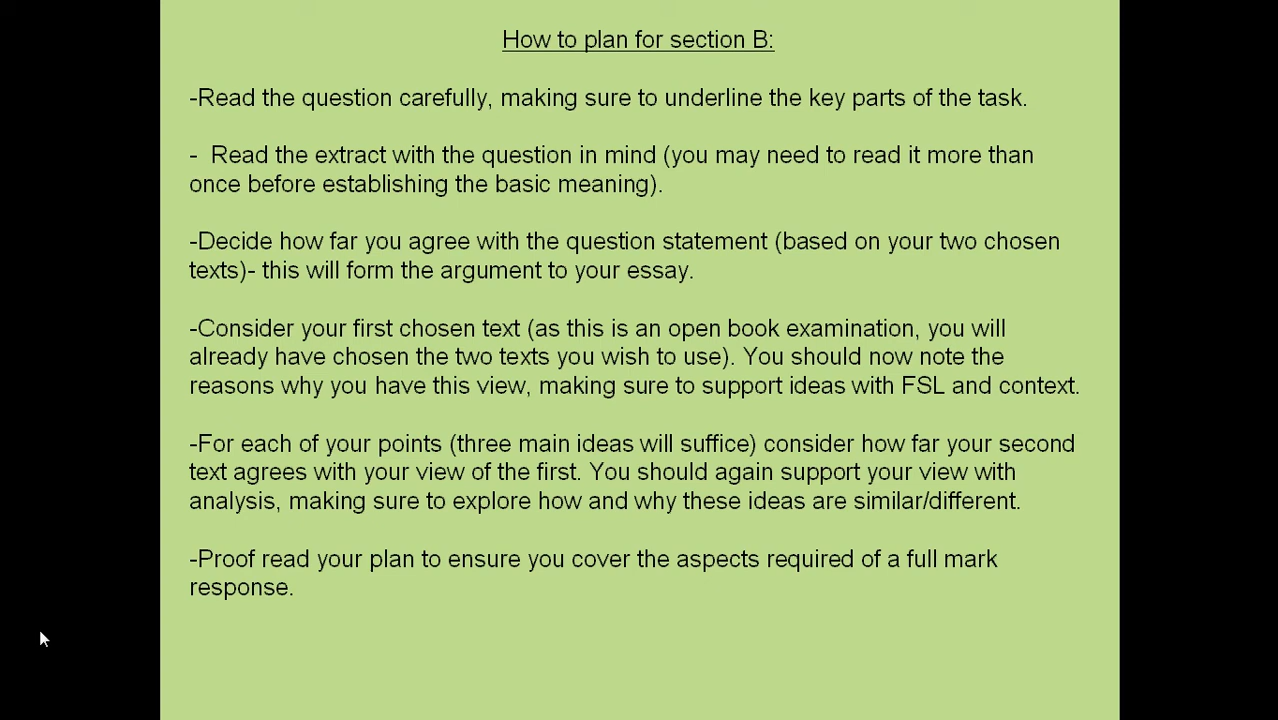 How to plan for section B:
-Read the question carefully, making sure to underline the key parts of the task.
-  Read the extract with the question in mind (you may need to read it more than
once before establishing the basic meaning).
-Decide how far you agree with the question statement (based on your two chosen
texts)- this will form the argument to your essay.
-Consider your first chosen text (as this is an open book examination, you will
already have chosen the two texts you wish to use). You should now note the
reasons why you have this view, making sure to support ideas with FSL and context.
-For each of your points (three main ideas will suffice) consider how far your second
text agrees with your view of the first. You should again support your view with
analysis, making sure to explore how and why these ideas are similar/different.
-Proof read your plan to ensure you cover the aspects required of a full mark
response.